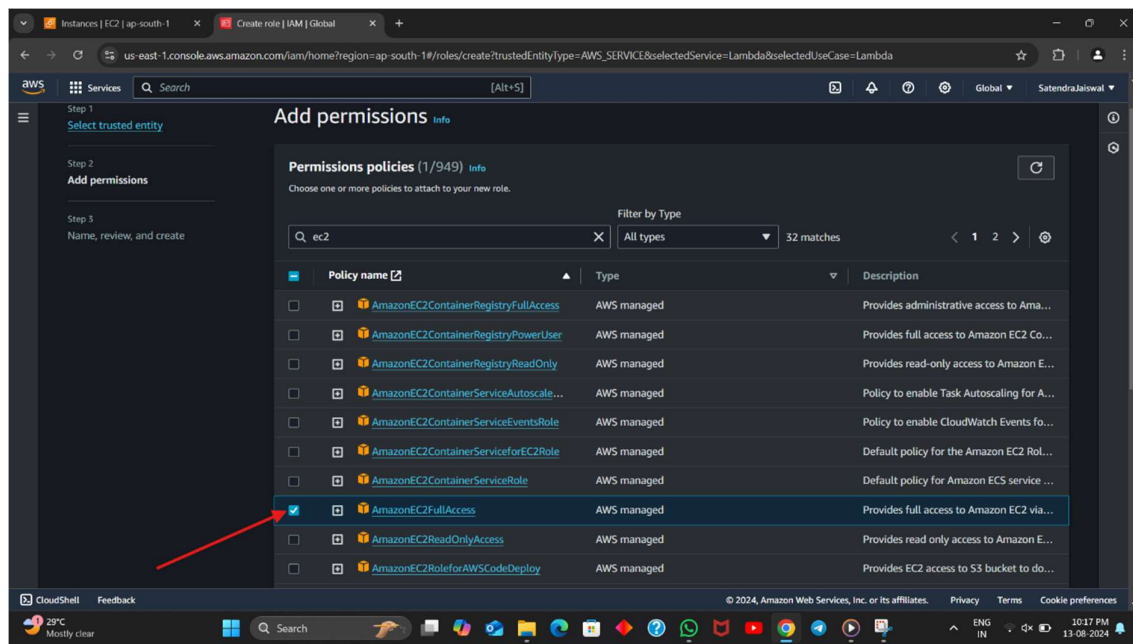 Instances | EC2 | ap-south-1
Create role | IAM | Global
us-east-1.console.aws.amazon.com/iam/home?region=ap-south-1#/roles/create?trustedEntityType=AWS_SERVICE&selectedService=Lambda&selectedUseCase=Lambda
aws Services Search [Alt+S] Global SatendraJaiswal
Step 1
Select trusted entity
Step 2
Add permissions
Step 3
Name, review, and create
Add permissions Info
Permissions policies (1/949) Info
Choose one or more policies to attach to your new role.
Filter by Type
ec2 All types 32 matches 1 2
Policy name Type Description
AmazonEC2ContainerRegistryFullAccess AWS managed Provides administrative access to Ama...
AmazonEC2ContainerRegistryPowerUser AWS managed Provides full access to Amazon EC2 Co...
AmazonEC2ContainerRegistryReadOnly AWS managed Provides read-only access to Amazon E...
AmazonEC2ContainerServiceAutoscale... AWS managed Policy to enable Task Autoscaling for A...
AmazonEC2ContainerServiceEventsRole AWS managed Policy to enable CloudWatch Events fo...
AmazonEC2ContainerServiceforEC2Role AWS managed Default policy for the Amazon EC2 Rol...
AmazonEC2ContainerServiceRole AWS managed Default policy for Amazon ECS service ...
AmazonEC2FullAccess AWS managed Provides full access to Amazon EC2 via...
AmazonEC2ReadOnlyAccess AWS managed Provides read only access to Amazon E...
AmazonEC2RoleforAWSCodeDeploy AWS managed Provides EC2 access to S3 bucket to do...
CloudShell Feedback © 2024, Amazon Web Services, Inc. or its affiliates. Privacy Terms Cookie preferences
29°C
Mostly clear
Search
ENG
IN
10:17 PM
13-08-2024